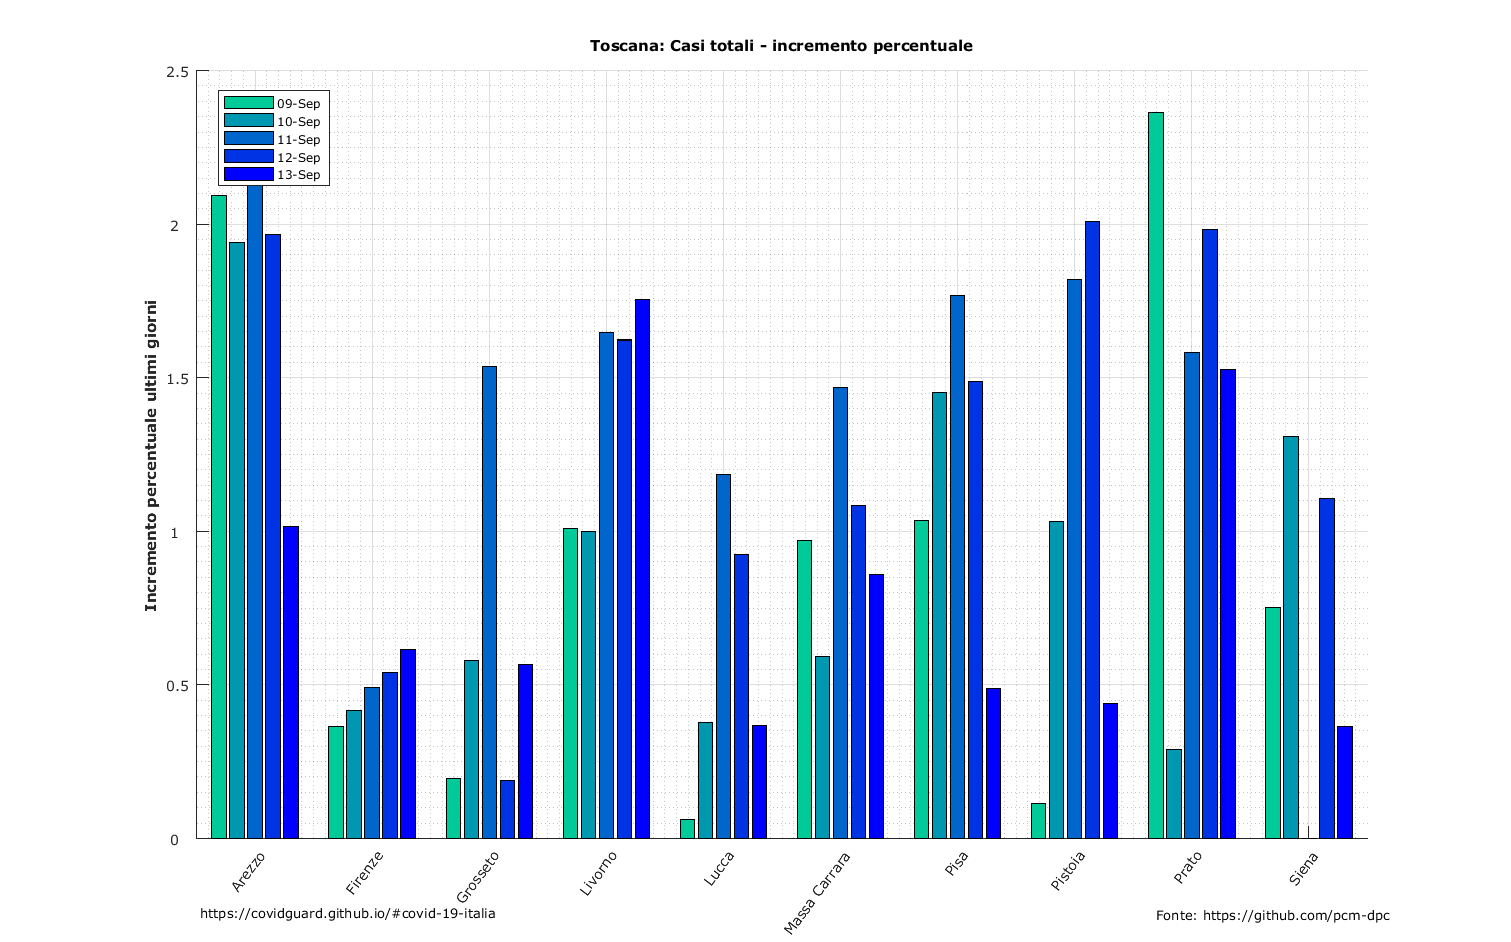 Toscana: Casi totali - incremento percentuale
2.5
2
1.5
1
0.5
0
Incremento percentuale ultimi giorni
09-Sep
10-Sep
11-Sep
12-Sep
13-Sep
Arezzo
Firenze
Grosseto
Livorno
Lucca
Massa Carrara
Pisa
Pistoia
Prato
Siena
https://covidguard.github.io/#covid-19-italia
Fonte: https://github.com/pcm-dpc